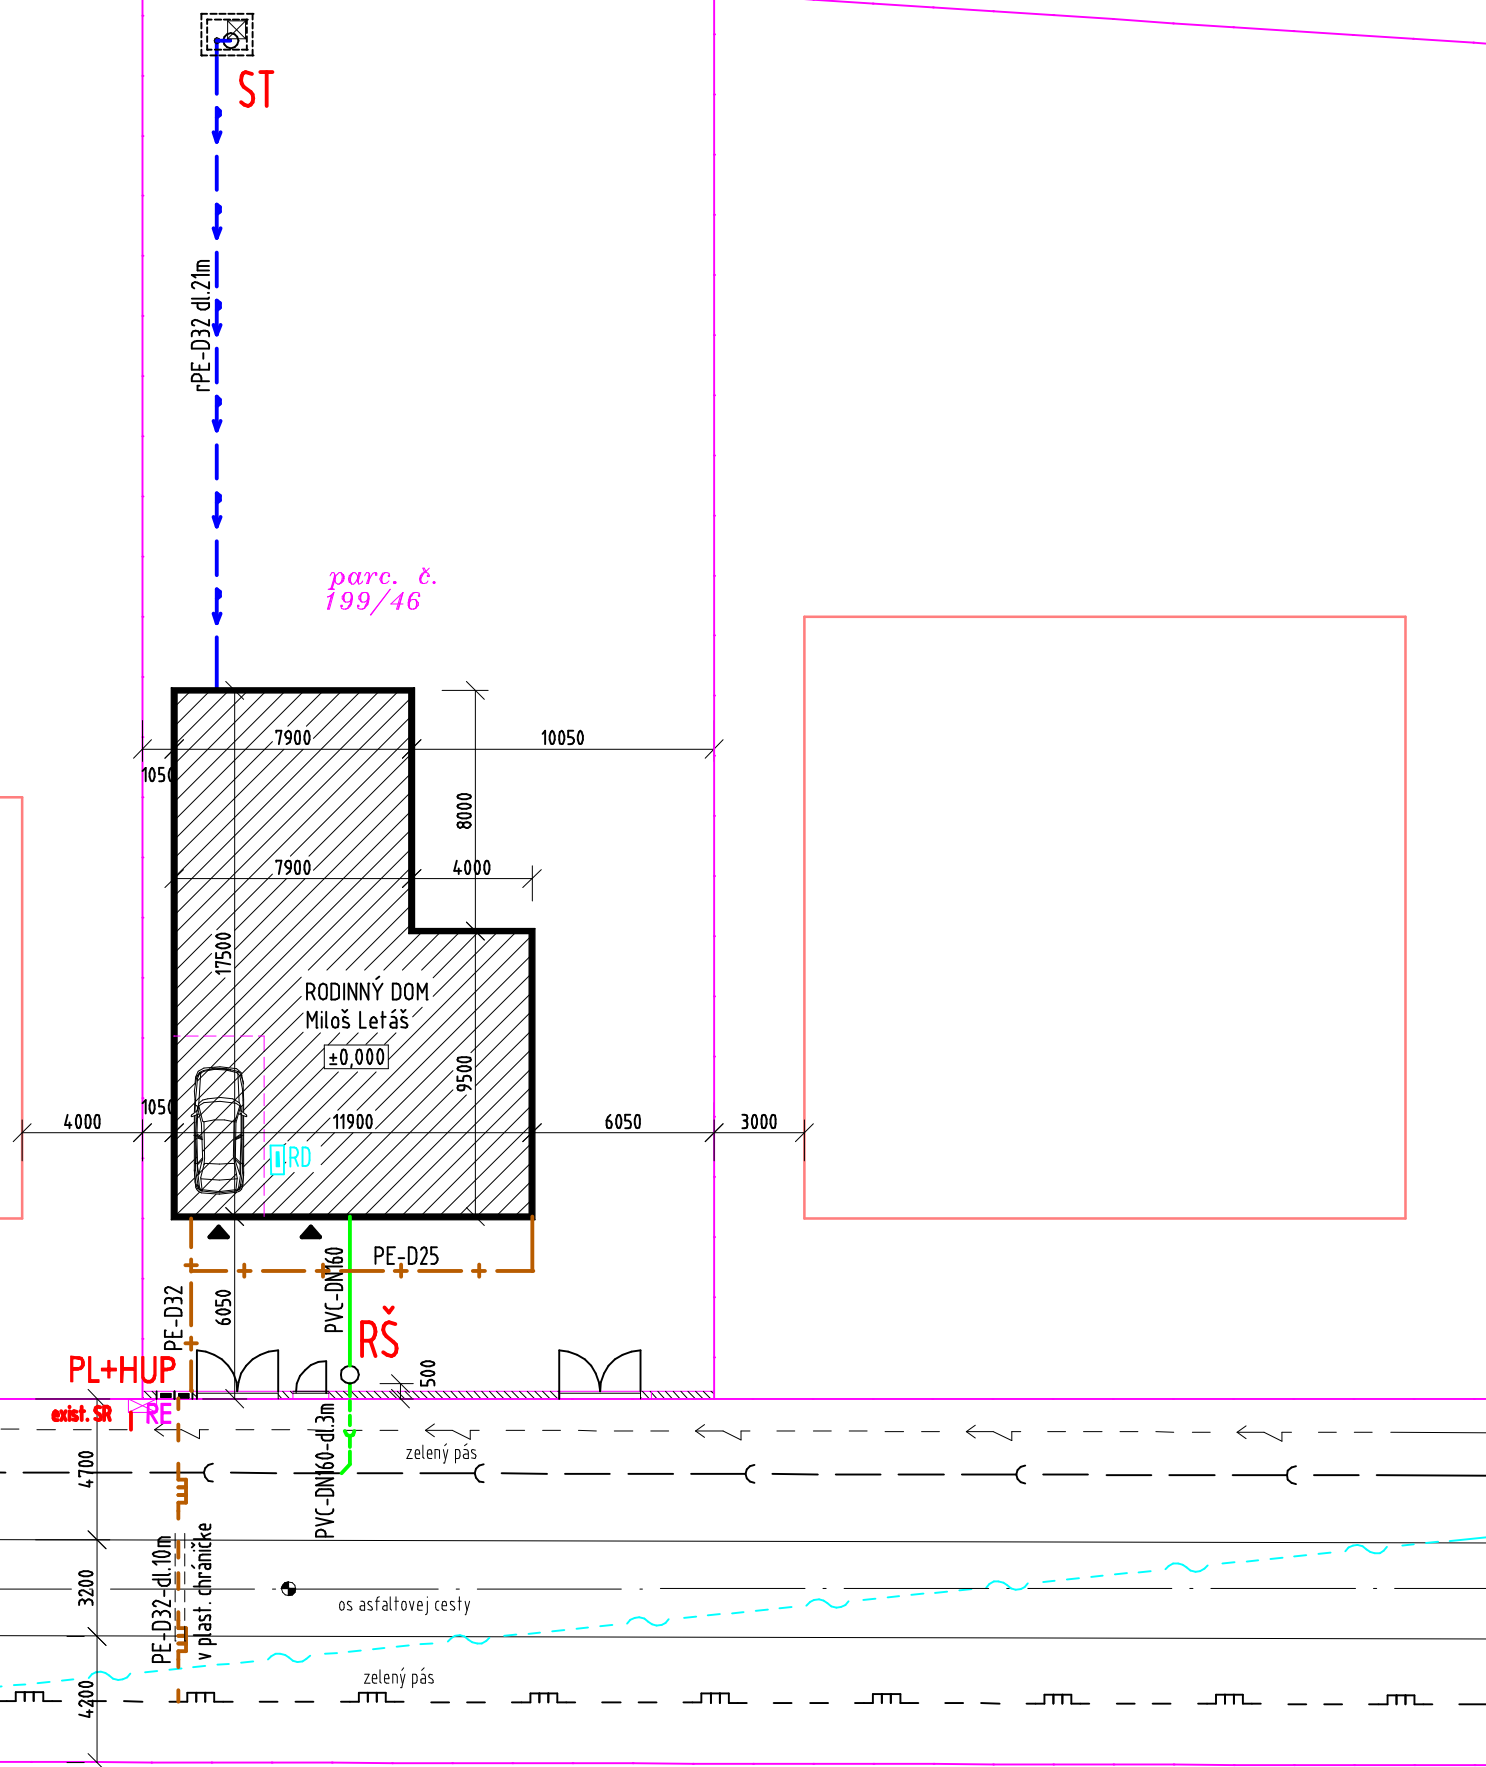 ST
rPE-D32 dl.21m
parc. č.
199/46
7900
10050
1050
8000
7900
4000
17500
RODINNÝ DOM
Miloš Letáš
±0,000
9500
4000
1050
11900
6050
3000
RD
PE-D25
PVC-DN160
PE-D32
6050
RŠ
PL+HUP
500
exist. SR
RE
PVC-DN160-dl.3m
zelený pás
4700
PE-D32-dl.10m
v plast. chráničke
3200
os asfaltovej cesty
zelený pás
4200